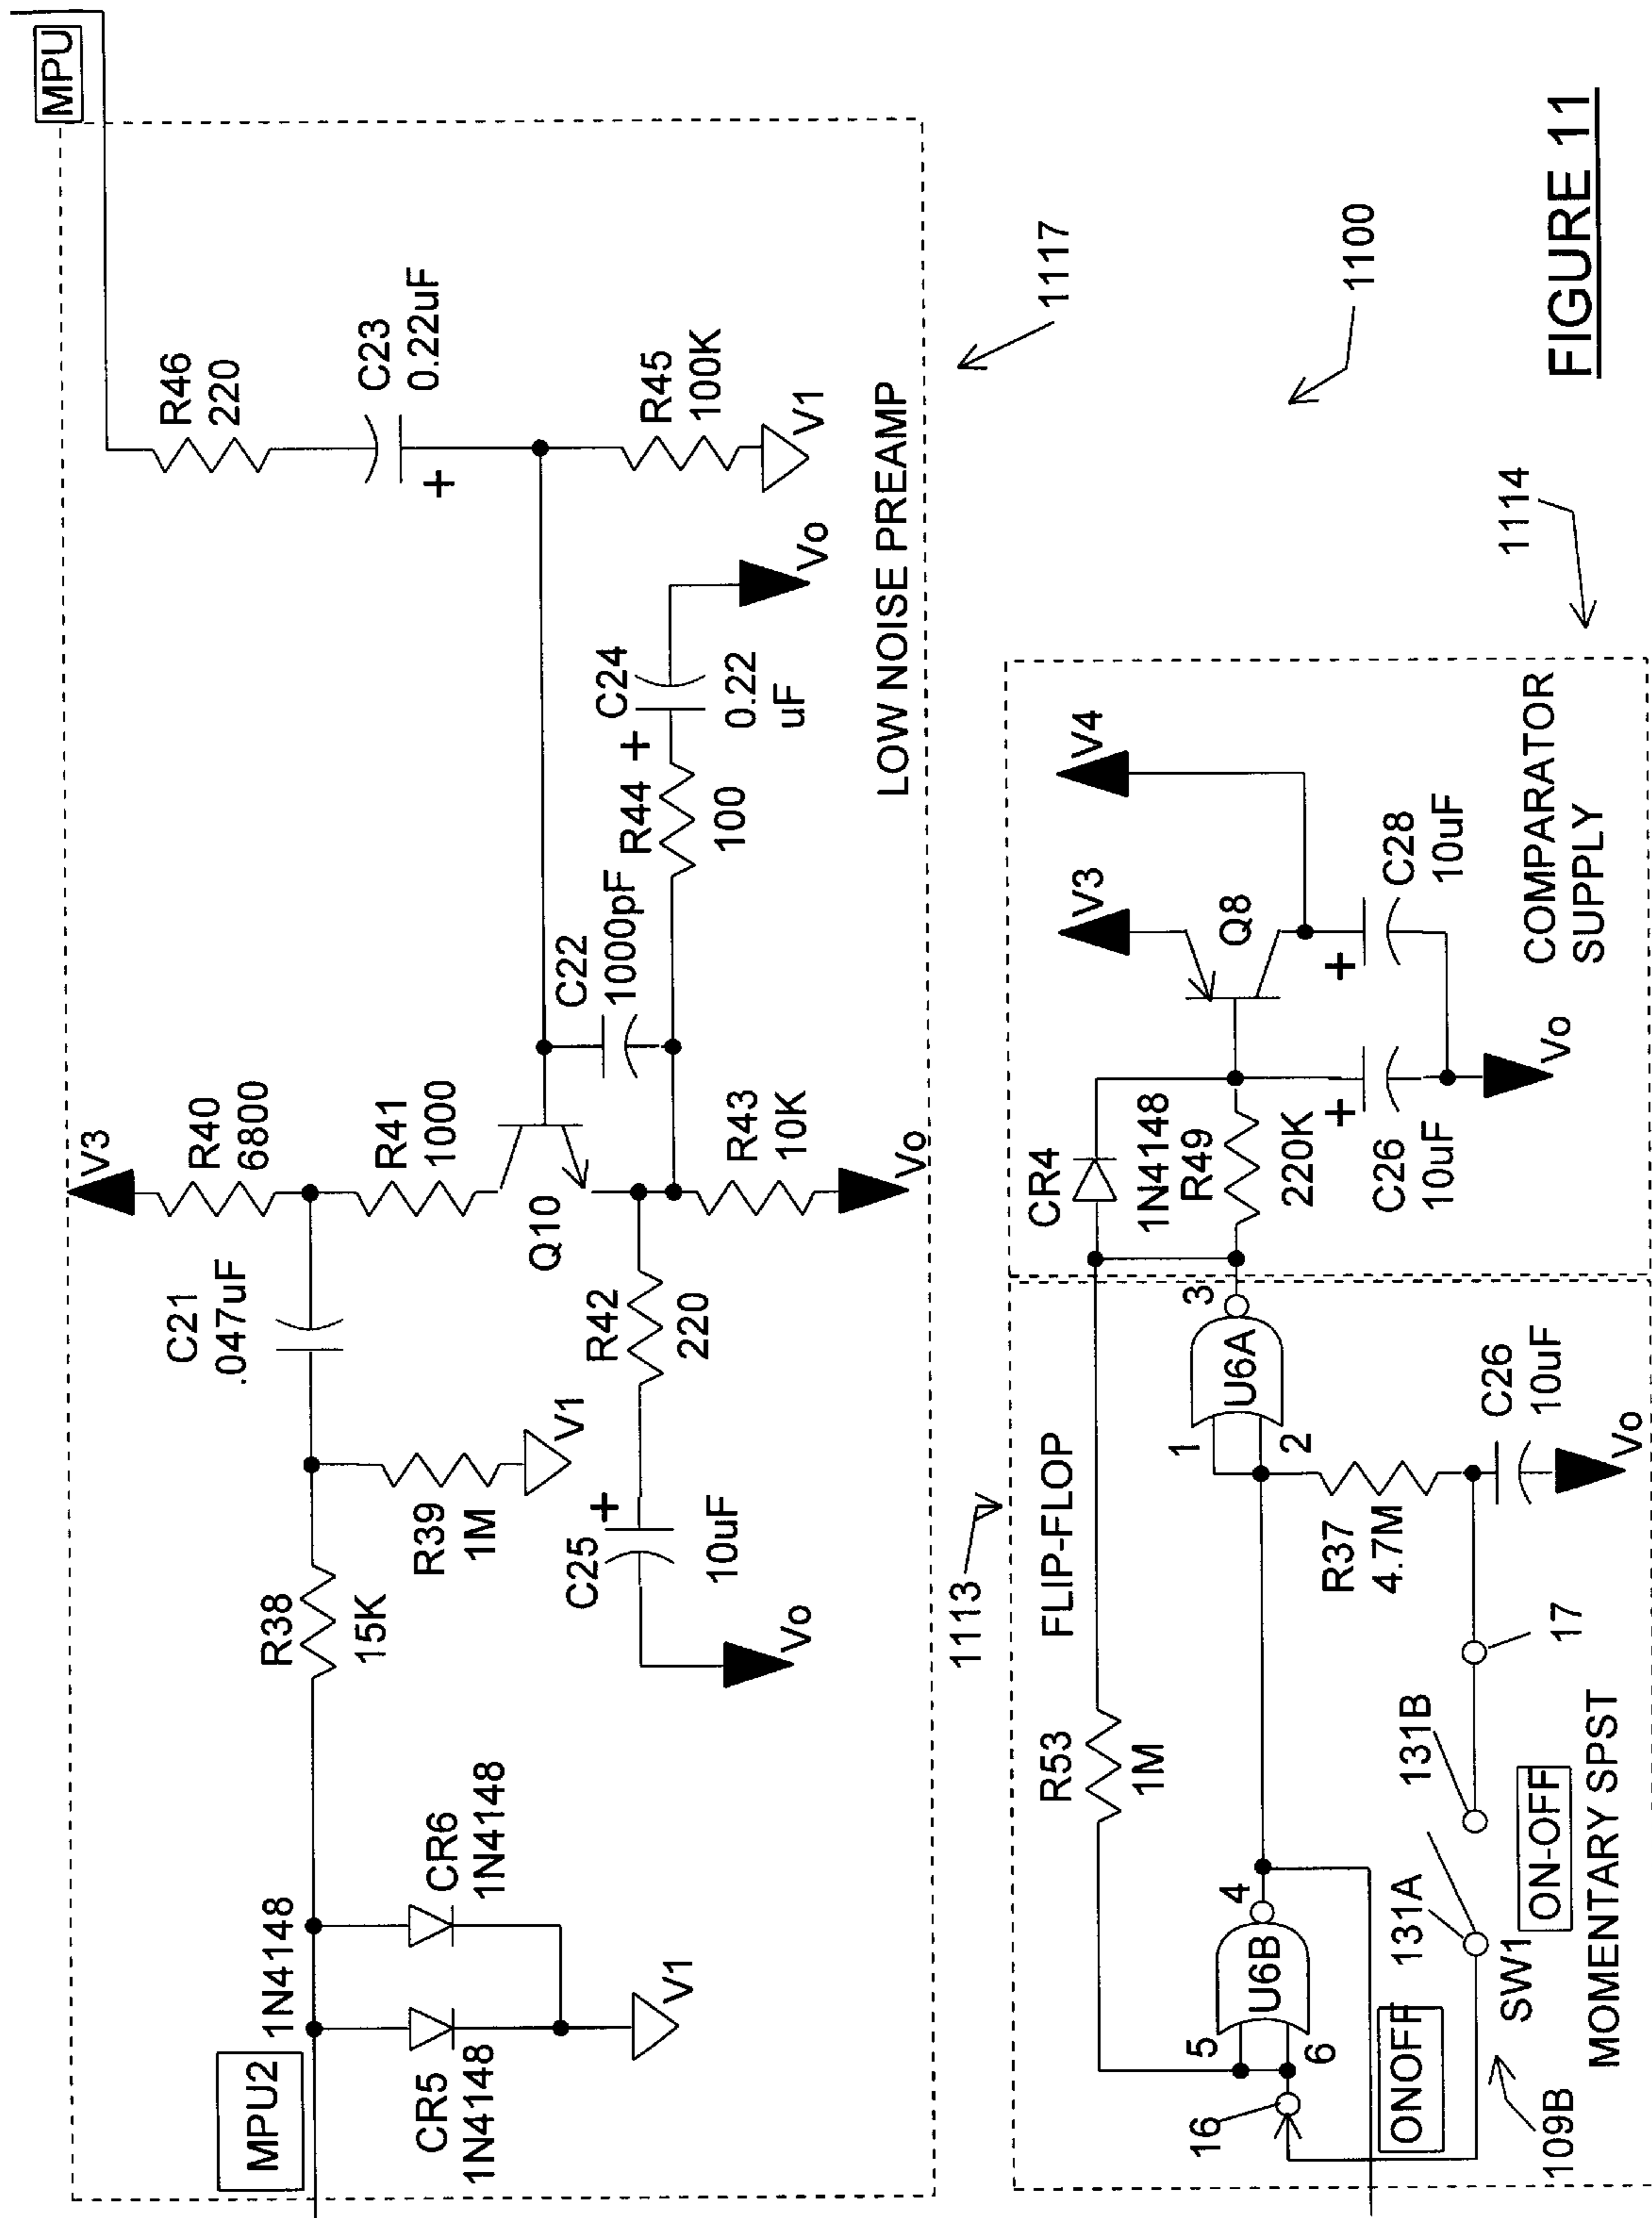 MPU2
1N4148
CR5
1N4148
CR6
1N4148
V1
R38
15K
R39
1M
V1
C21
.047uF
V3
R40
6800
R41
1000
Q10
R42
220
C25
+
10uF
Vo
R43
10K
Vo
C22
1000pF
R44
100
+
C24
0.22
uF
Vo
R46
220
C23
0.22uF
+
R45
100K
V1
MPU
LOW NOISE PREAMP
1117
1113
FLIP-FLOP
R53
1M
16
5
6
U6B
4
1
2
U6A
3
R37
4.7M
C26
10uF
Vo
17
131B
131A
ONOFF
SW1
ON-OFF
MOMENTARY SPST
109B
CR4
1N4148
R49
220K
+
C26
10uF
Vo
V3
Q8
V4
+
C28
10uF
COMPARATOR
SUPPLY
1114
1100
FIGURE 11